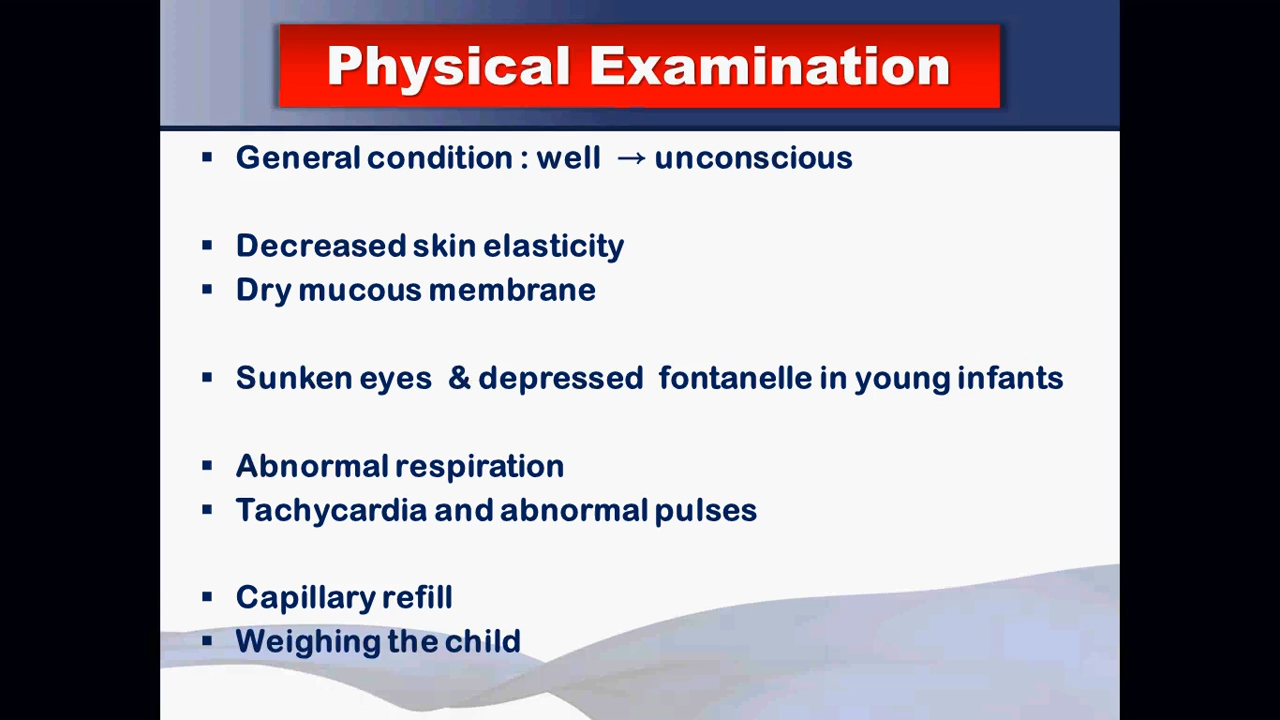 Physical Examination
▪ General condition : well → unconscious
▪ Decreased skin elasticity
▪ Dry mucous membrane
▪ Sunken eyes & depressed fontanelle in young infants
▪ Abnormal respiration
▪ Tachycardia and abnormal pulses
▪ Capillary refill
▪ Weighing the child